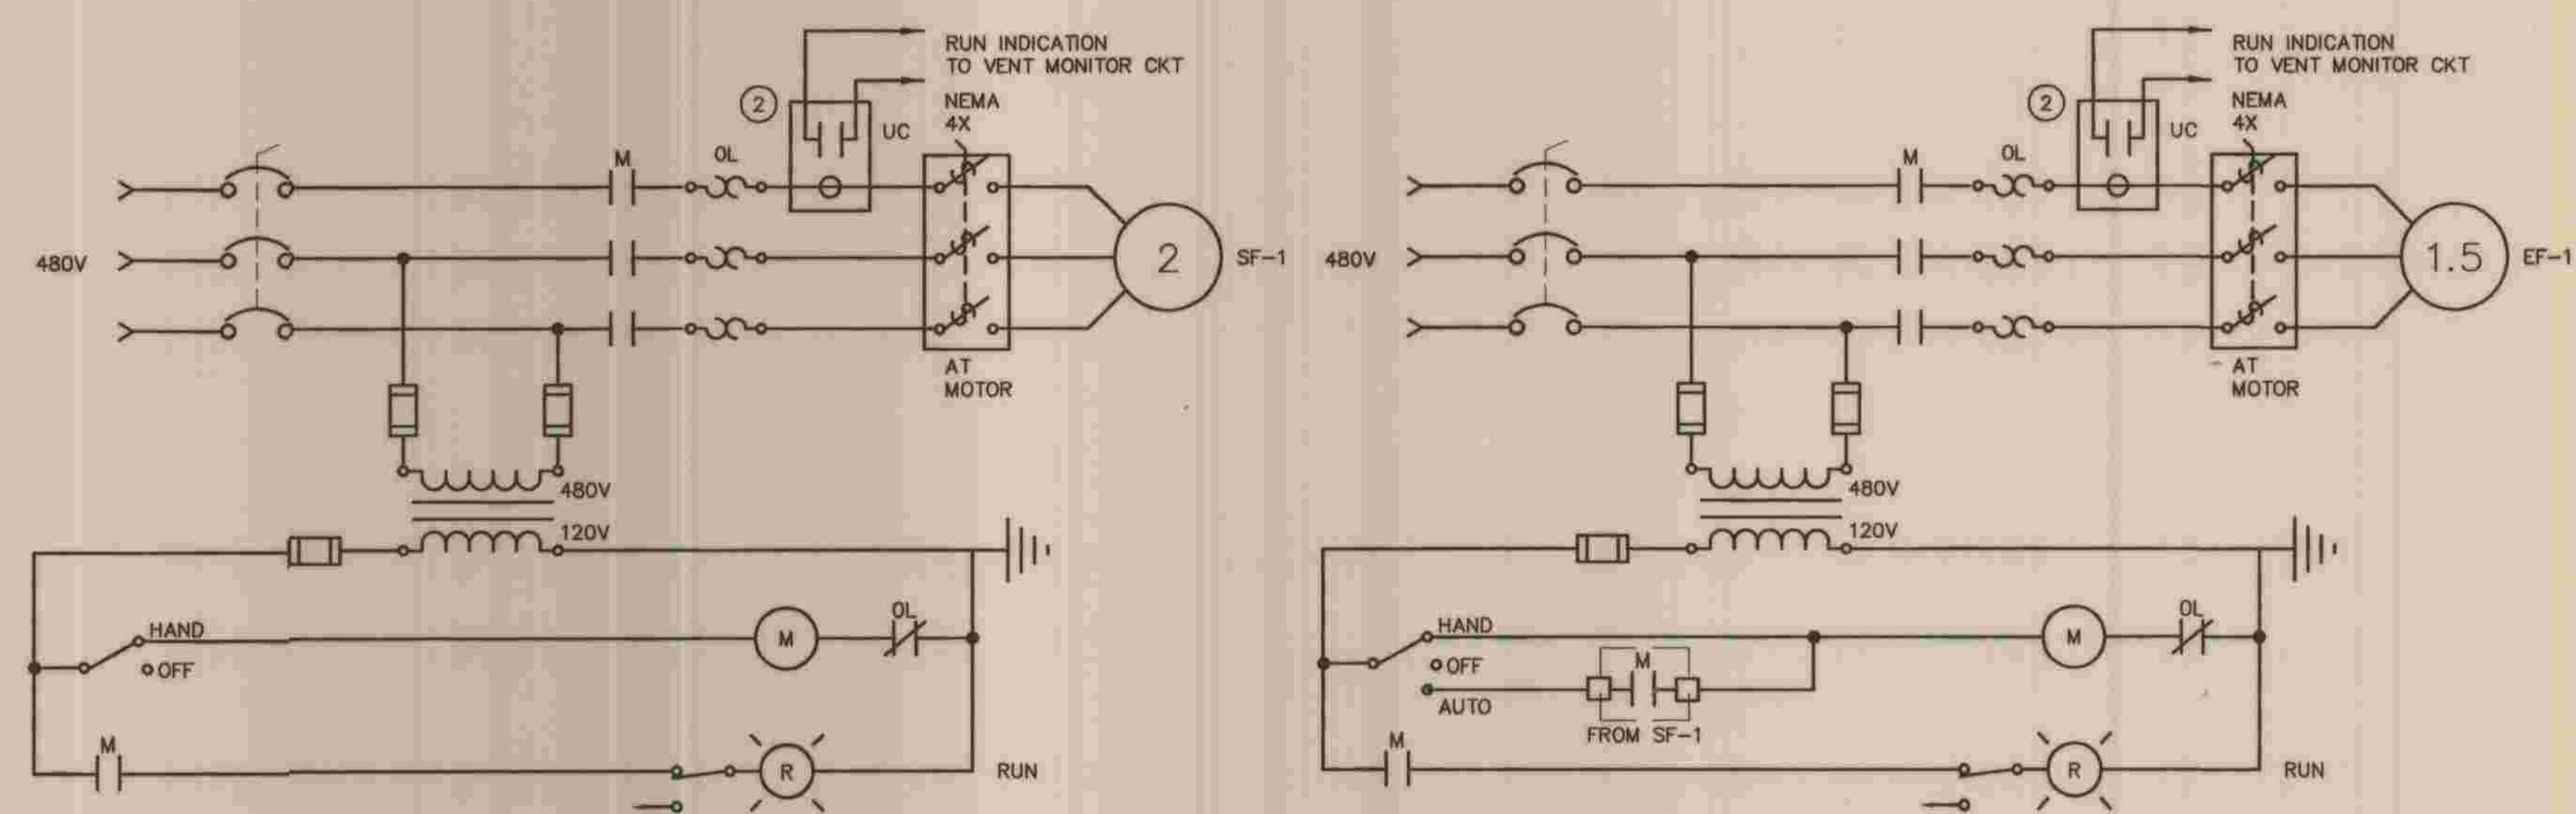 RUN INDICATION
TO VENT MONITOR CKT
2
NEMA
4X
UC
M
OL
480V
2
SF-1
AT
MOTOR
480V
120V
HAND
OFF
M
OL
M
R
RUN
RUN INDICATION
TO VENT MONITOR CKT
2
NEMA
4X
UC
M
OL
480V
1.5
EF-1
AT
MOTOR
480V
120V
HAND
OFF
AUTO
M
FROM SF-1
M
OL
M
R
RUN